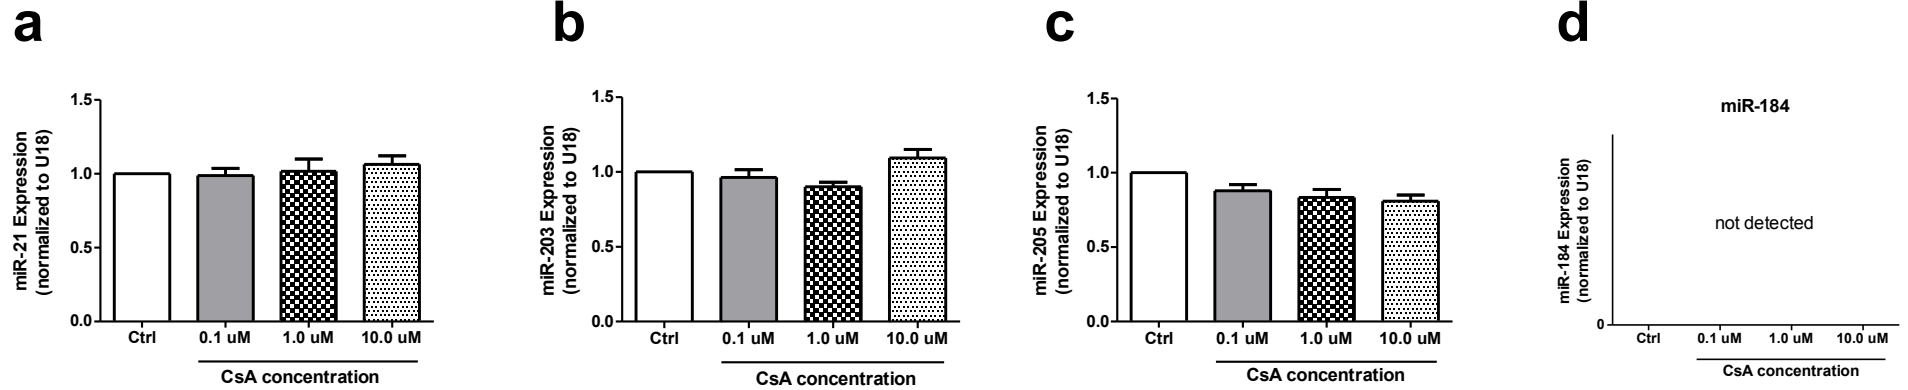 a
miR-21 Expression
(normalized to U18)
1.5
1.0
0.5
0.0
Ctrl 0.1 uM 1.0 uM 10.0 uM
CsA concentration
b
miR-203 Expression
(normalized to U18)
1.5
1.0
0.5
0.0
Ctrl 0.1 uM 1.0 uM 10.0 uM
CsA concentration
c
miR-205 Expression
(normalized to U18)
1.5
1.0
0.5
0.0
Ctrl 0.1 uM 1.0 uM 10.0 uM
CsA concentration
d
miR-184
miR-184 Expression
(normalized to U18)
not detected
0
Ctrl 0.1 uM 1.0 uM 10.0 uM
CsA concentration